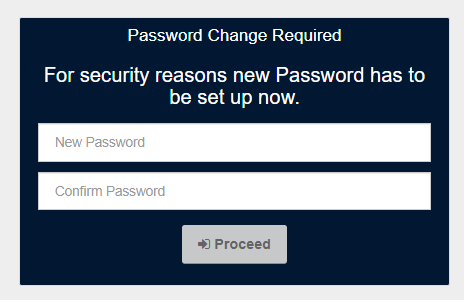 Password Change Required
For security reasons new Password has to
be set up now.
New Password
Confirm Password
Proceed